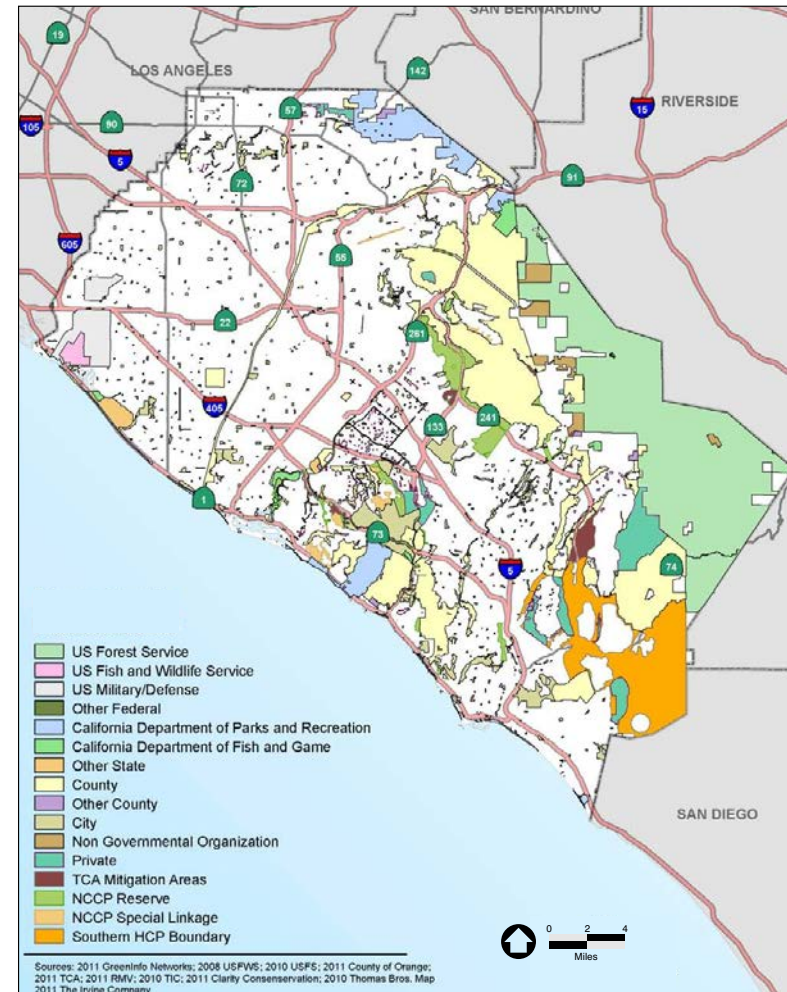 SAN BERNARDINO
19
LOS ANGELES
142
57
15
RIVERSIDE
105
90
5
91
72
605
55
22
261
405
133
241
1
73
5
74
US Forest Service
US Fish and Wildlife Service
US Military/Defense
Other Federal
California Department of Parks and Recreation
California Department of Fish and Game
Other State
County
Other County
City
Non Governmental Organization
Private
TCA Mitigation Areas
NCCP Reserve
NCCP Special Linkage
Southern HCP Boundary
SAN DIEGO
0 2 4
Miles
Sources: 2011 GreenInfo Networks; 2008 USFWS; 2010 USFS; 2011 County of Orange;
2011 TCA; 2011 RMV; 2010 TIC; 2011 Clarity Consenservation; 2010 Thomas Bros. Map
2011 The Irvine Company